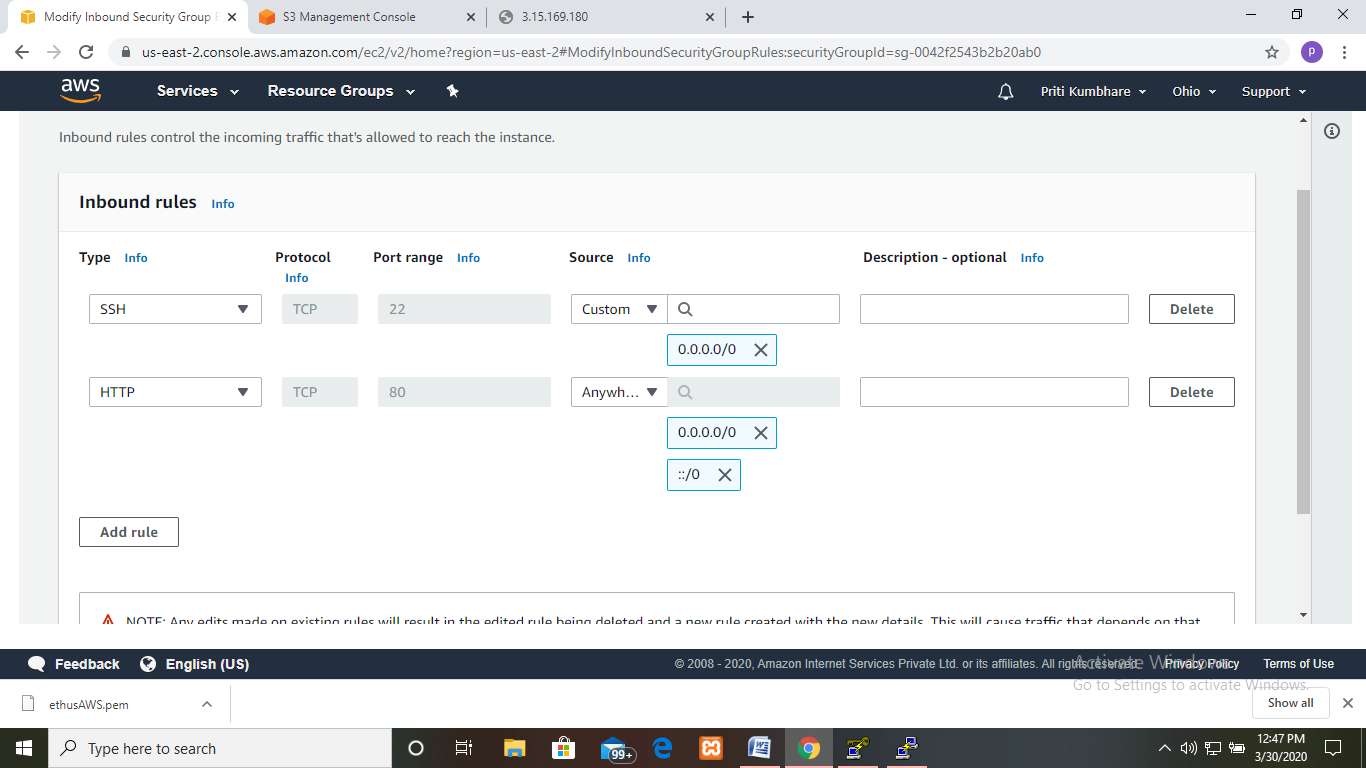 Modify Inbound Security Group R
S3 Management Console
3.15.169.180
us-east-2.console.aws.amazon.com/ec2/v2/home?region=us-east-2#ModifyInboundSecurityGroupRules:securityGroupId=sg-0042f2543b2b20ab0
P
aws
Services
Resource Groups
Priti Kumbhare
Ohio
Support
Inbound rules control the incoming traffic that's allowed to reach the instance.
Inbound rules Info
Type Info
Protocol Info
Port range Info
Source Info
Description - optional Info
SSH TCP 22 Custom Delete
0.0.0.0/0
HTTP TCP 80 Anywh... Delete
0.0.0.0/0
::/0
Add rule
NOTE: Any edits made on existing rules will result in the edited rule being deleted and a new rule created with the new details. This will cause traffic that depends on that
Feedback
English (US)
© 2008 - 2020, Amazon Internet Services Private Ltd. or its affiliates. All rights reserved.
Privacy Policy
Terms of Use
Activate Windows
Go to Settings to activate Windows.
ethusAWS.pem
Show all
Type here to search
99+
12:47 PM
3/30/2020